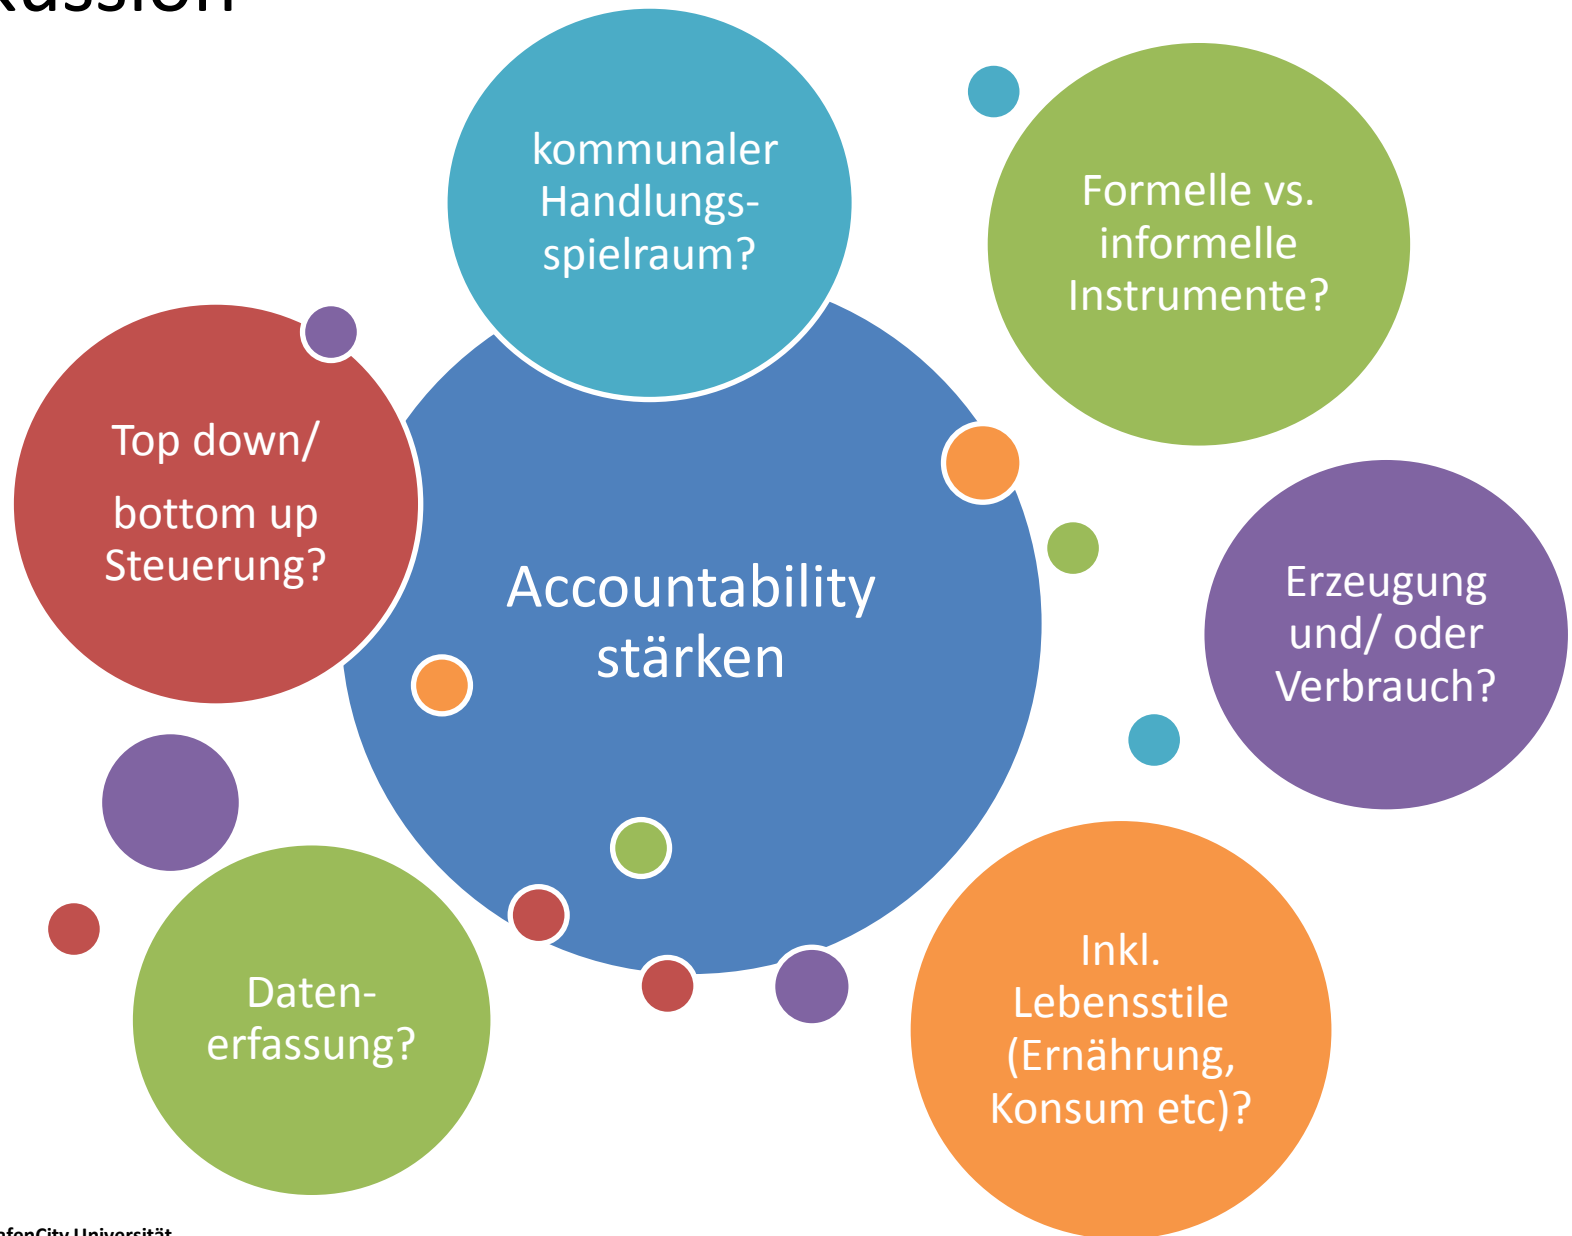 kommunaler
Handlungs-
spielraum?
Formelle vs.
informelle
Instrumente?
Top down/
bottom up
Steuerung?
Accountability
stärken
Erzeugung
und/ oder
Verbrauch?
Daten-
erfassung?
Inkl.
Lebensstile
(Ernährung,
Konsum etc)?
Universität